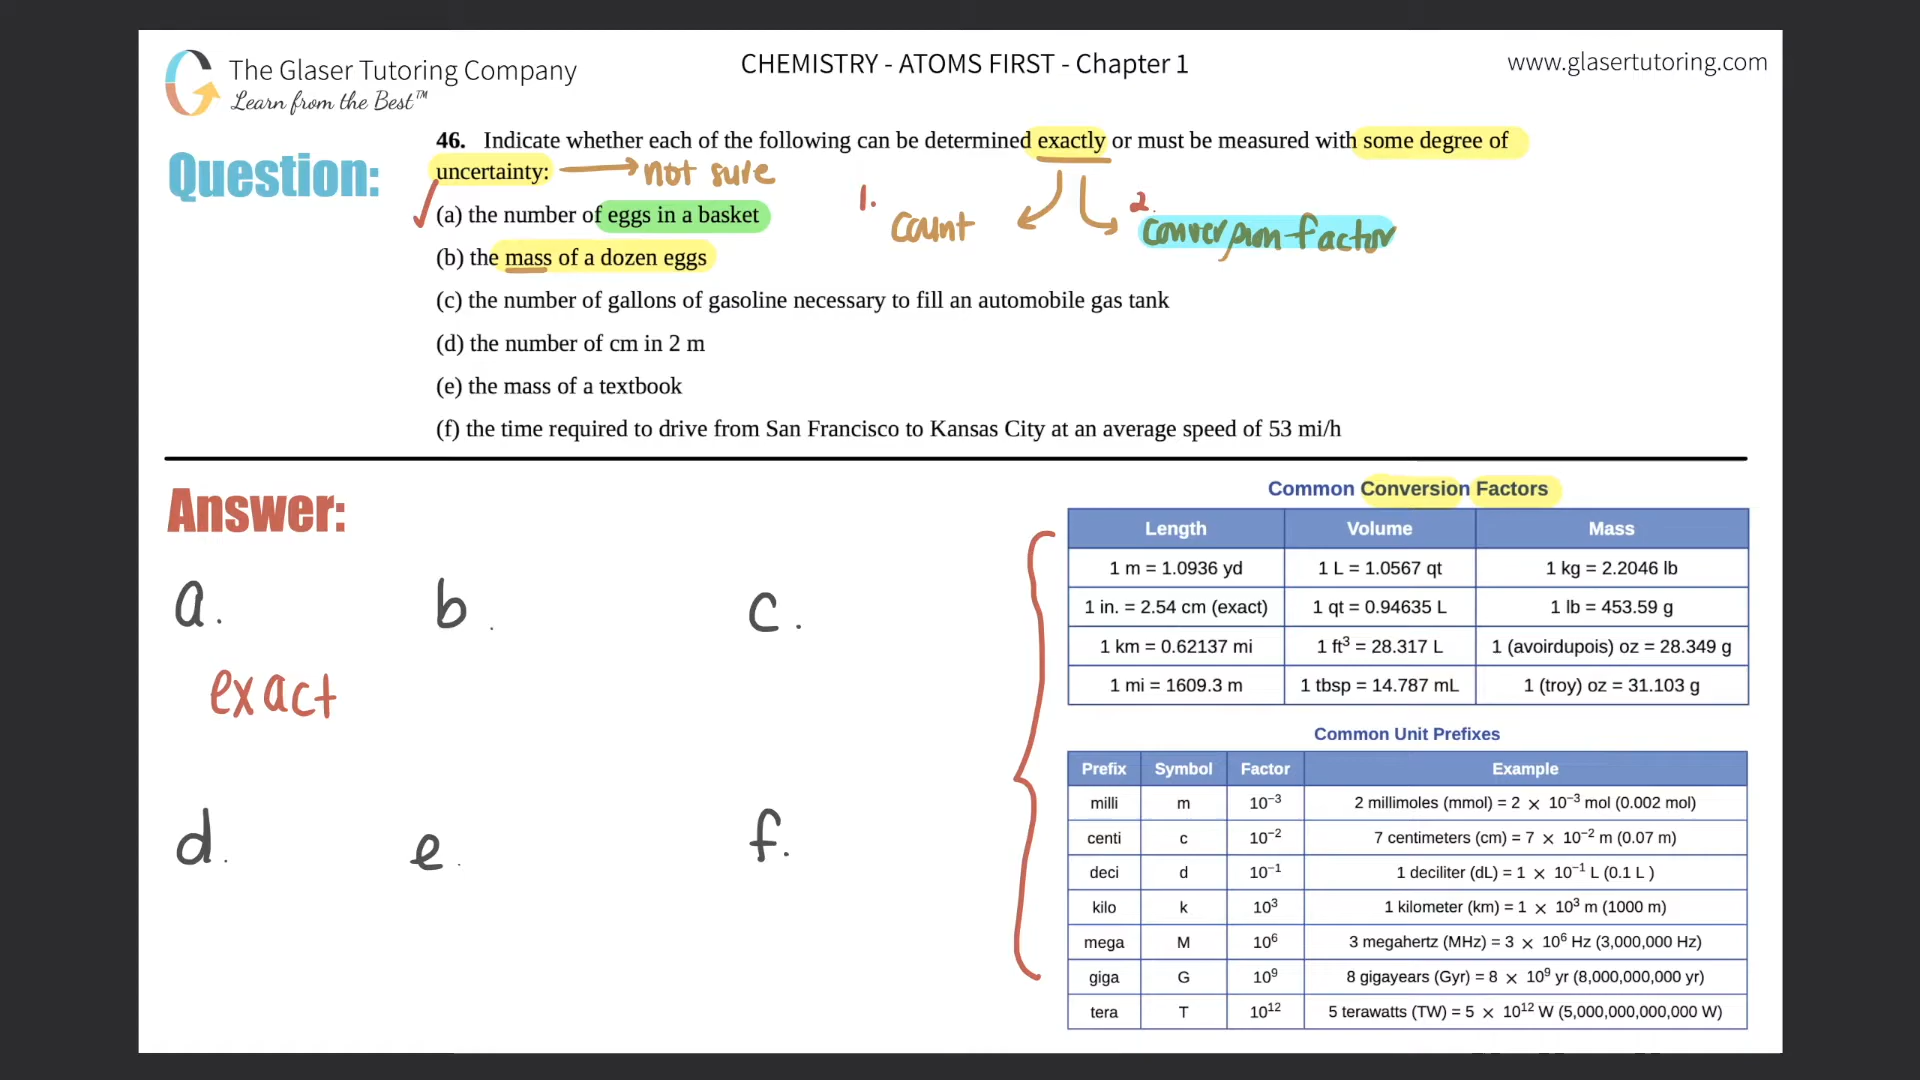 The Glaser Tutoring Company
Learn from the Best™
CHEMISTRY - ATOMS FIRST - Chapter 1
www.glasertutoring.com
Question:
46. Indicate whether each of the following can be determined exactly or must be measured with some degree of
uncertainty: → not sure
(a) the number of eggs in a basket
1. count
2. conversion factor
(b) the mass of a dozen eggs
(c) the number of gallons of gasoline necessary to fill an automobile gas tank
(d) the number of cm in 2 m
(e) the mass of a textbook
(f) the time required to drive from San Francisco to Kansas City at an average speed of 53 mi/h
Answer:
a. b. c.
exact
d. e. f.
Common Conversion Factors
Length Volume Mass
1 m = 1.0936 yd 1 L = 1.0567 qt 1 kg = 2.2046 lb
1 in. = 2.54 cm (exact) 1 qt = 0.94635 L 1 lb = 453.59 g
1 km = 0.62137 mi 1 ft³ = 28.317 L 1 (avoirdupois) oz = 28.349 g
1 mi = 1609.3 m 1 tbsp = 14.787 mL 1 (troy) oz = 31.103 g
Common Unit Prefixes
Prefix Symbol Factor Example
milli m 10⁻³ 2 millimoles (mmol) = 2 × 10⁻³ mol (0.002 mol)
centi c 10⁻² 7 centimeters (cm) = 7 × 10⁻² m (0.07 m)
deci d 10⁻¹ 1 deciliter (dL) = 1 × 10⁻¹ L (0.1 L )
kilo k 10³ 1 kilometer (km) = 1 × 10³ m (1000 m)
mega M 10⁶ 3 megahertz (MHz) = 3 × 10⁶ Hz (3,000,000 Hz)
giga G 10⁹ 8 gigayears (Gyr) = 8 × 10⁹ yr (8,000,000,000 yr)
tera T 10¹² 5 terawatts (TW) = 5 × 10¹² W (5,000,000,000,000 W)